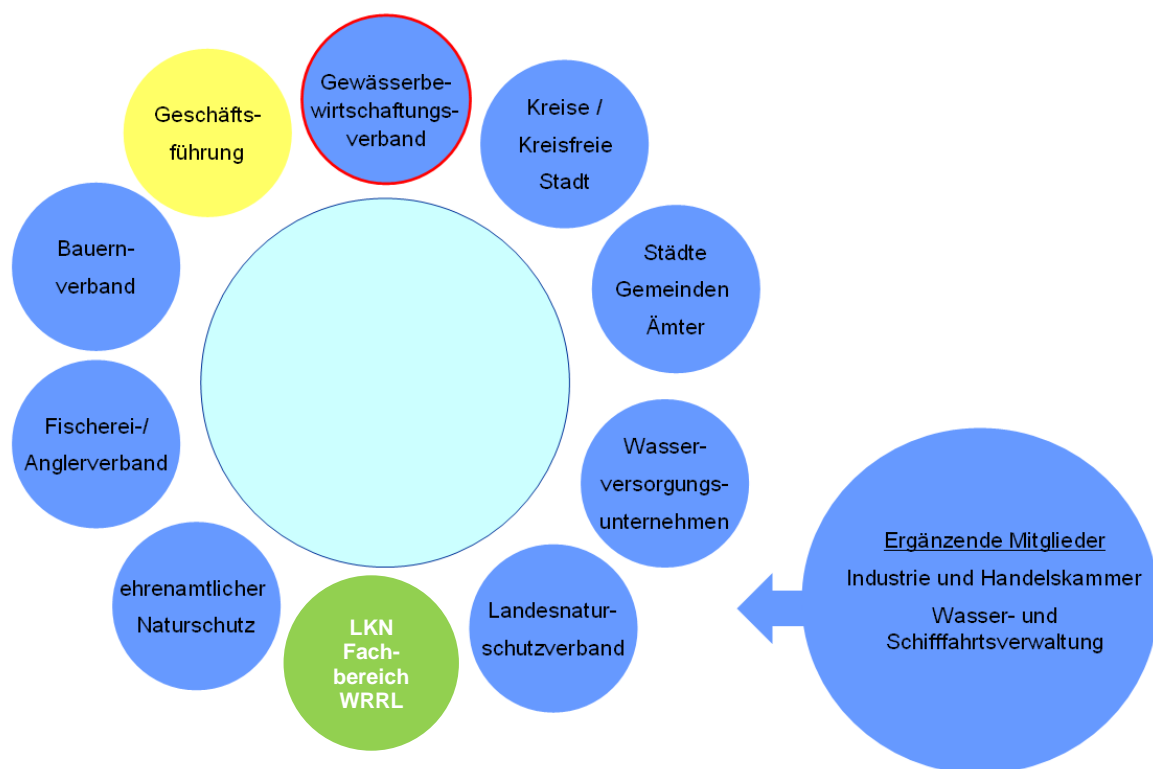 Gewässerbe-
wirtschaftungs-
verband
Kreise /
Kreisfreie
Stadt
Städte
Gemeinden
Ämter
Wasser-
versorgungs-
unternehmen
Landesnatur-
schutzverband
LKN
Fach-
bereich
WRRL
ehrenamtlicher
Naturschutz
Fischerei-/
Anglerverband
Bauern-
verband
Geschäfts-
führung
Ergänzende Mitglieder
Industrie und Handelskammer
Wasser- und
Schifffahrtsverwaltung